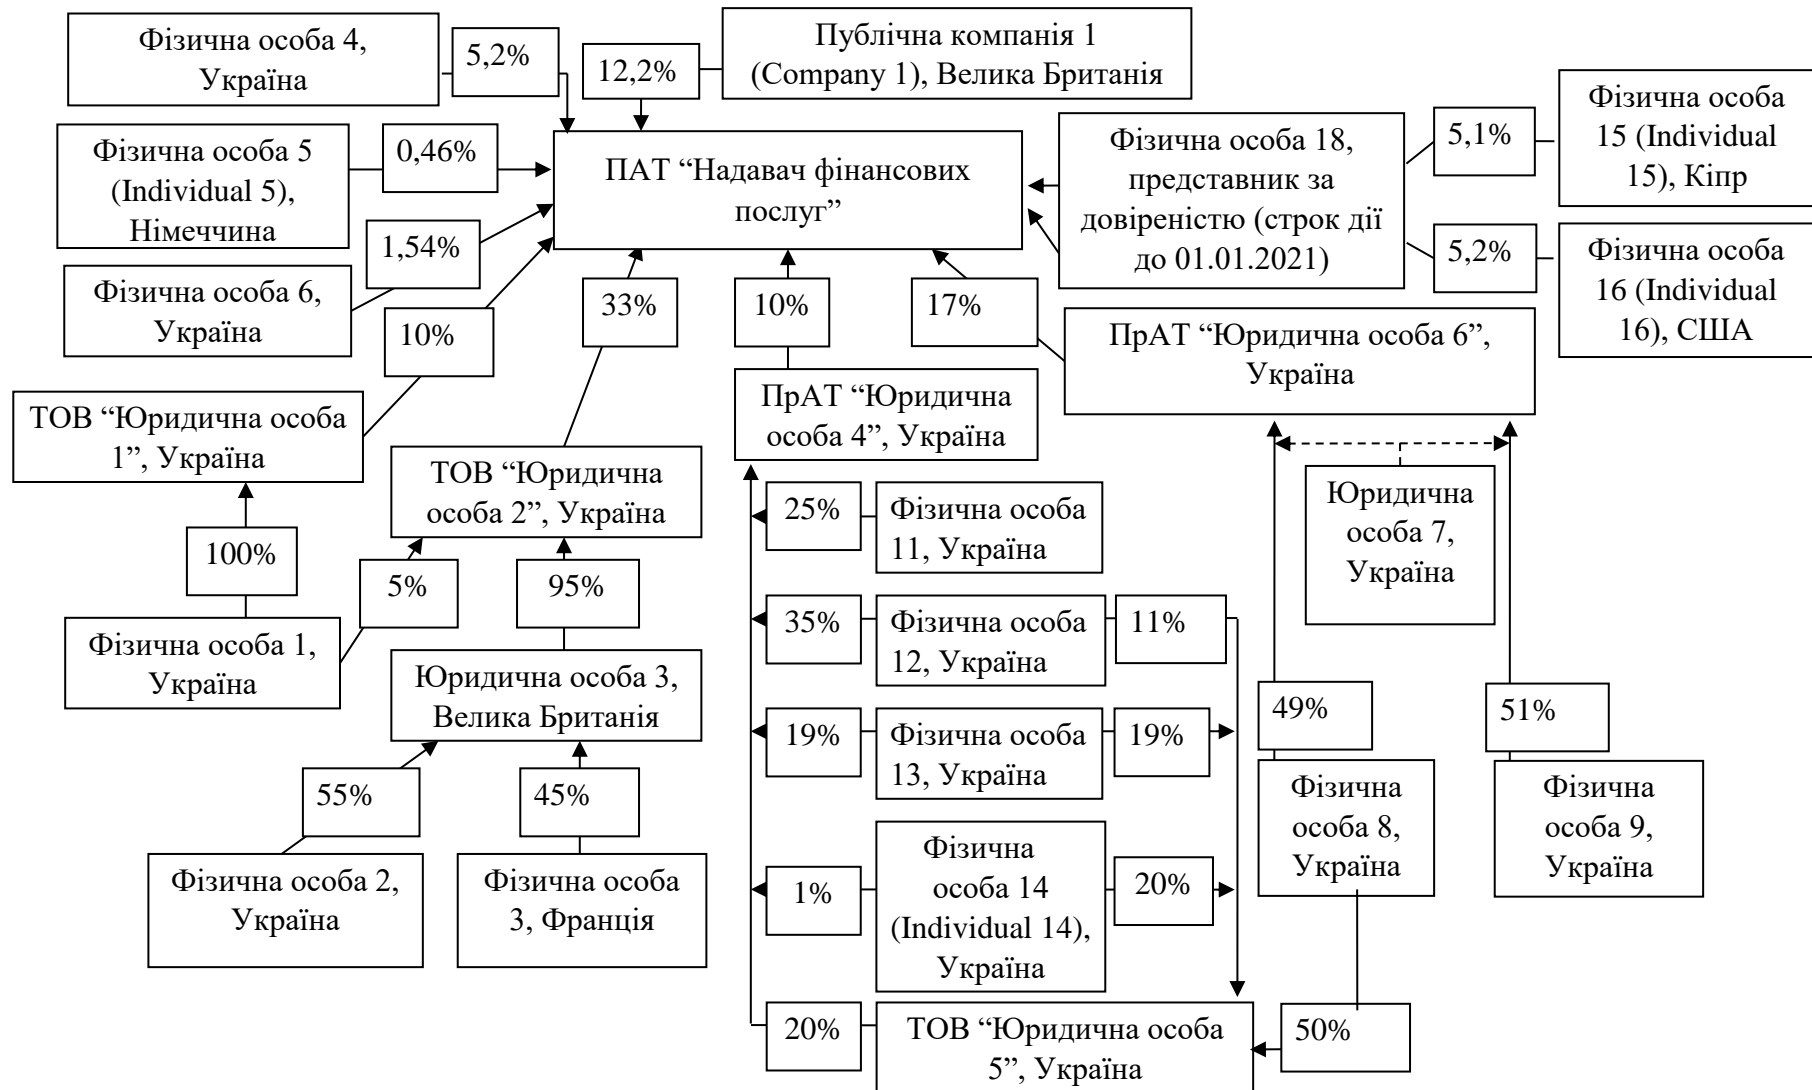 Фізична особа 4,
Україна
5,2%
12,2%
Публічна компанія 1
(Company 1), Велика Британія
Фізична особа 5
(Individual 5),
Німеччина
0,46%
ПАТ “Надавач фінансових
послуг”
Фізична особа 18,
представник за
довіреністю (строк дії
до 01.01.2021)
5,1%
Фізична особа
15 (Individual
15), Кіпр
5,2%
Фізична особа
16 (Individual
16), США
1,54%
Фізична особа 6,
Україна
10%
33%
10%
17%
ПрАТ “Юридична особа 6”,
Україна
ТОВ “Юридична особа
1”, Україна
ТОВ “Юридична
особа 2”, Україна
ПрАТ “Юридична
особа 4”, Україна
Юридична
особа 7,
Україна
100%
5%
95%
25%
Фізична особа
11, Україна
Фізична особа 1,
Україна
Юридична особа 3,
Велика Британія
35%
Фізична особа
12, Україна
11%
19%
Фізична особа
13, Україна
19%
49%
51%
55%
45%
Фізична
особа 8,
Україна
Фізична
особа 9,
Україна
Фізична особа 2,
Україна
Фізична особа
3, Франція
1%
Фізична
особа 14
(Individual 14),
Україна
20%
20%
ТОВ “Юридична особа
5”, Україна
50%